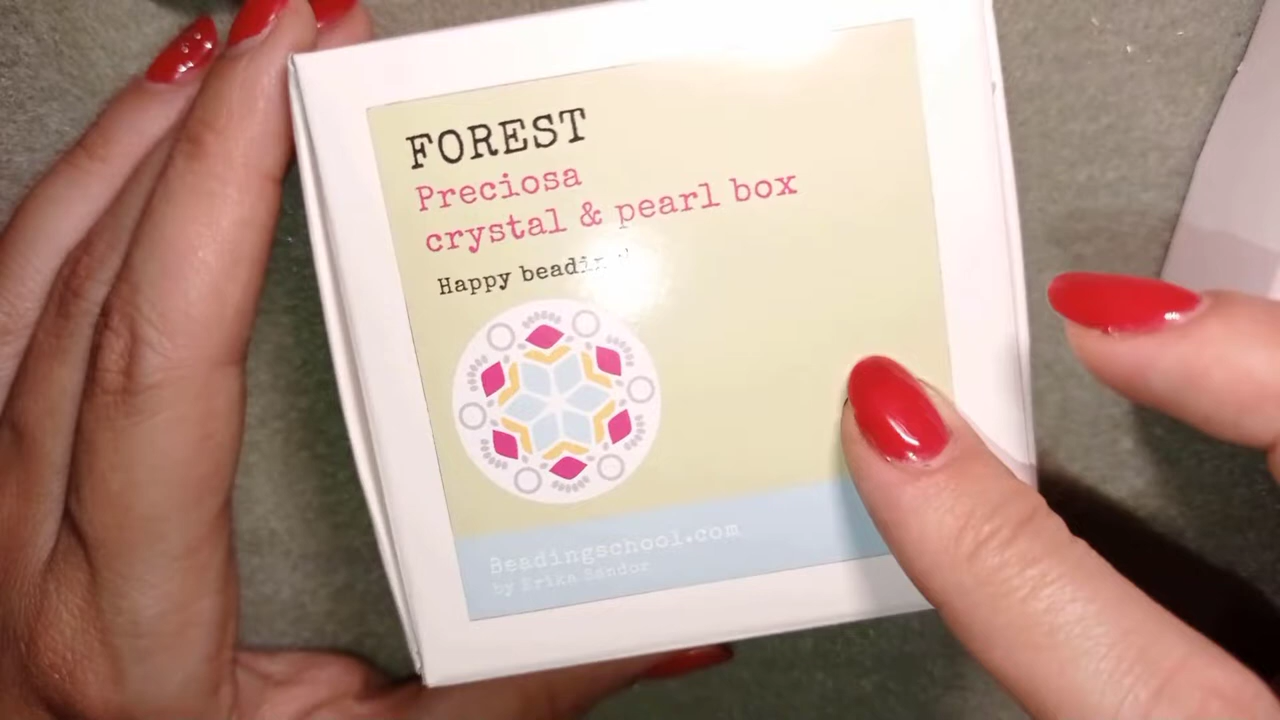 FOREST
Preciosa
crystal & pearl box
Happy
Beadingschool.com
by Erika Sandor